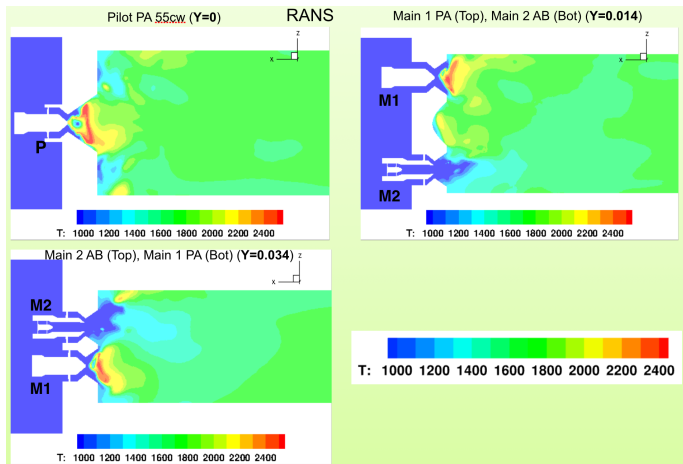 Pilot PA 55cw (Y=0)
RANS
Main 1 PA (Top), Main 2 AB (Bot) (Y=0.014)
z
x
P
T: 1000 1200 1400 1600 1800 2000 2200 2400
z
x
M1
M2
T: 1000 1200 1400 1600 1800 2000 2200 2400
Main 2 AB (Top), Main 1 PA (Bot) (Y=0.034)
z
x
M2
M1
T: 1000 1200 1400 1600 1800 2000 2200 2400
T: 1000 1200 1400 1600 1800 2000 2200 2400